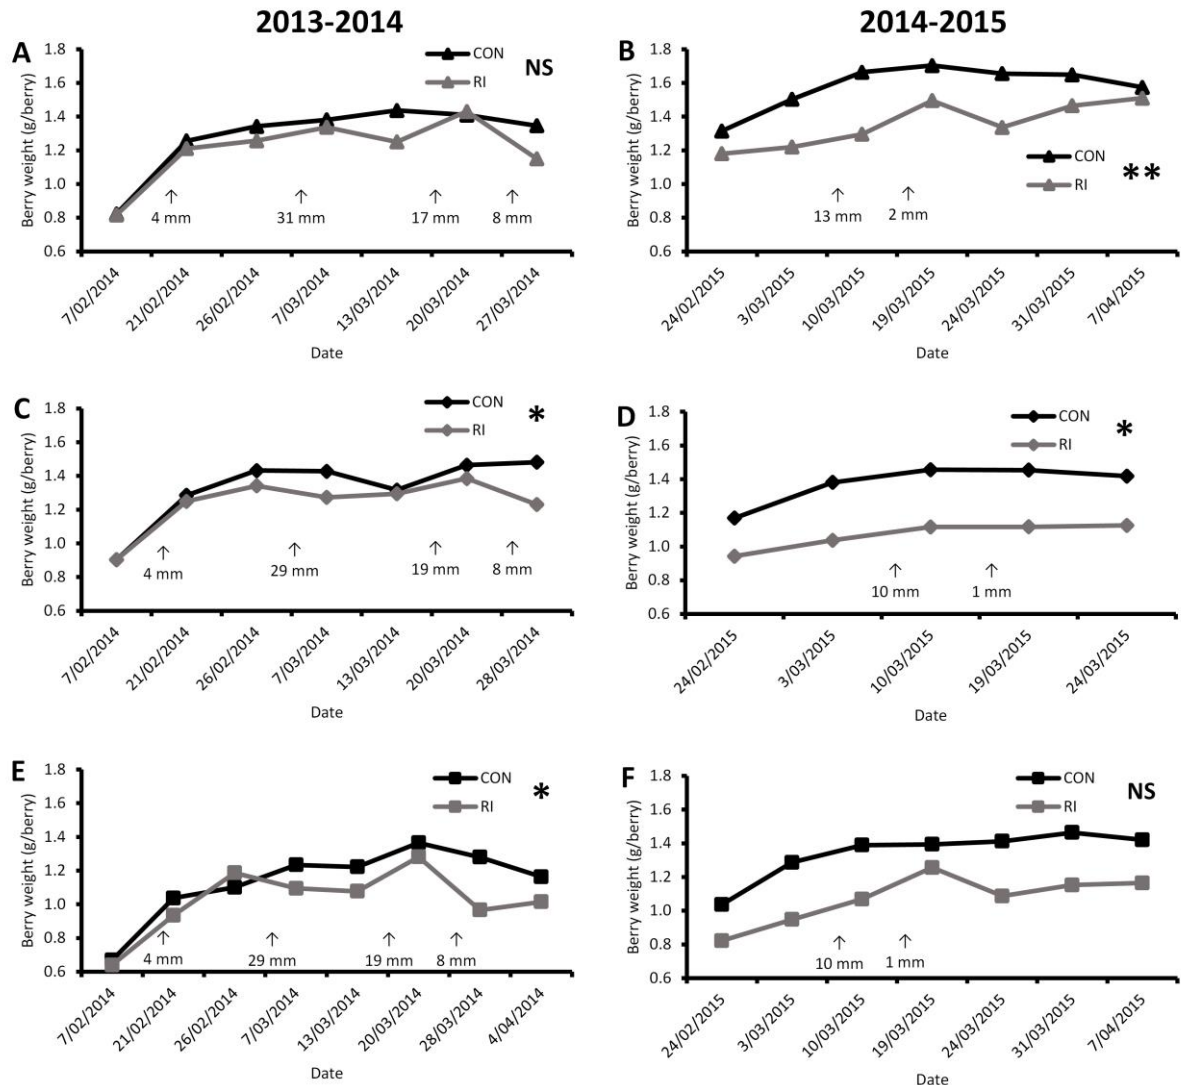 2013-2014
2014-2015
A
1.8
1.6
1.4
1.2
1.0
0.8
0.6
Berry weight (g/berry)
CON
RI
NS
4 mm
31 mm
17 mm
8 mm
7/02/2014
21/02/2014
26/02/2014
7/03/2014
13/03/2014
20/03/2014
27/03/2014
Date
B
1.8
1.6
1.4
1.2
1.0
0.8
0.6
Berry weight (g/berry)
CON
RI
**
13 mm
2 mm
24/02/2015
3/03/2015
10/03/2015
19/03/2015
24/03/2015
31/03/2015
7/04/2015
Date
C
1.8
1.6
1.4
1.2
1.0
0.8
0.6
Berry weight (g/berry)
CON
RI
*
4 mm
29 mm
19 mm
8 mm
7/02/2014
21/02/2014
26/02/2014
7/03/2014
13/03/2014
20/03/2014
28/03/2014
Date
D
1.8
1.6
1.4
1.2
1.0
0.8
0.6
Berry weight (g/berry)
CON
RI
*
10 mm
1 mm
24/02/2015
3/03/2015
10/03/2015
19/03/2015
24/03/2015
Date
E
1.8
1.6
1.4
1.2
1.0
0.8
0.6
Berry weight (g/berry)
CON
RI
*
4 mm
29 mm
19 mm
8 mm
7/02/2014
21/02/2014
26/02/2014
7/03/2014
13/03/2014
20/03/2014
28/03/2014
4/04/2014
Date
F
1.8
1.6
1.4
1.2
1.0
0.8
0.6
Berry weight (g/berry)
CON
RI
NS
10 mm
1 mm
24/02/2015
3/03/2015
10/03/2015
19/03/2015
24/03/2015
31/03/2015
7/04/2015
Date